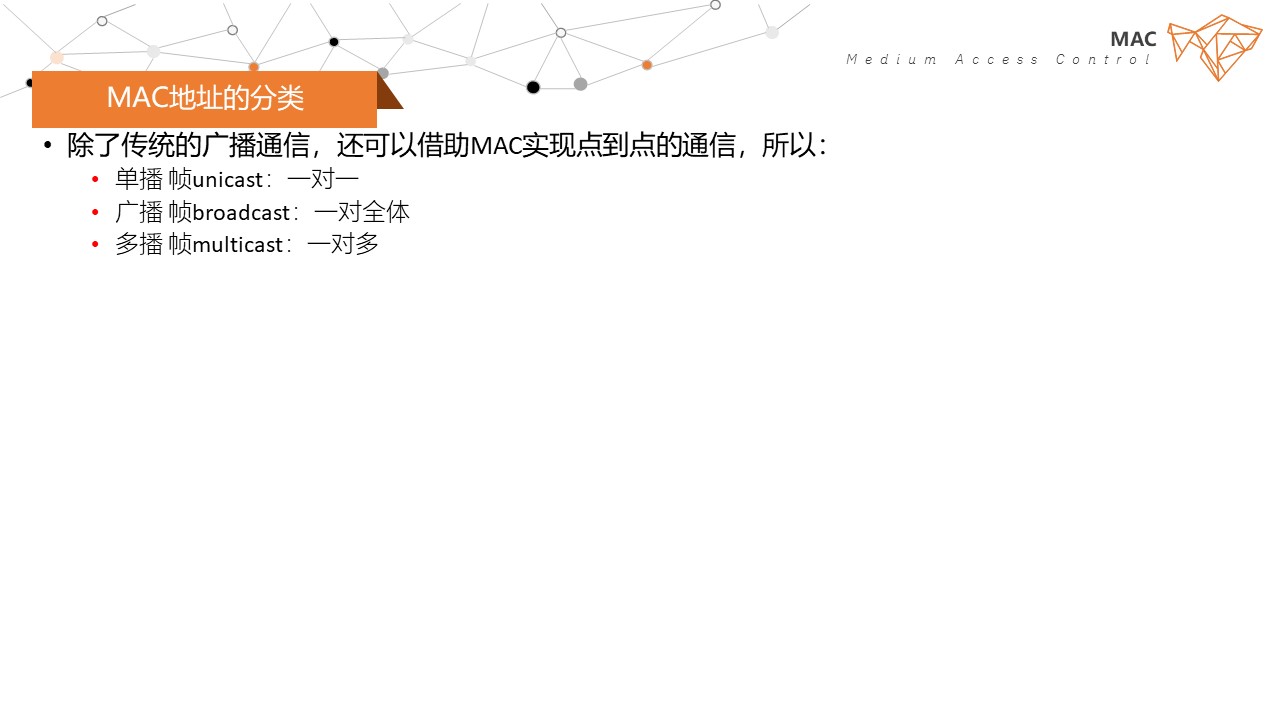 MAC
Medium Access Control
MAC地址的分类
• 除了传统的广播通信，还可以借助MAC实现点到点的通信，所以：
• 单播 帧unicast：一对一
• 广播 帧broadcast：一对全体
• 多播 帧multicast：一对多